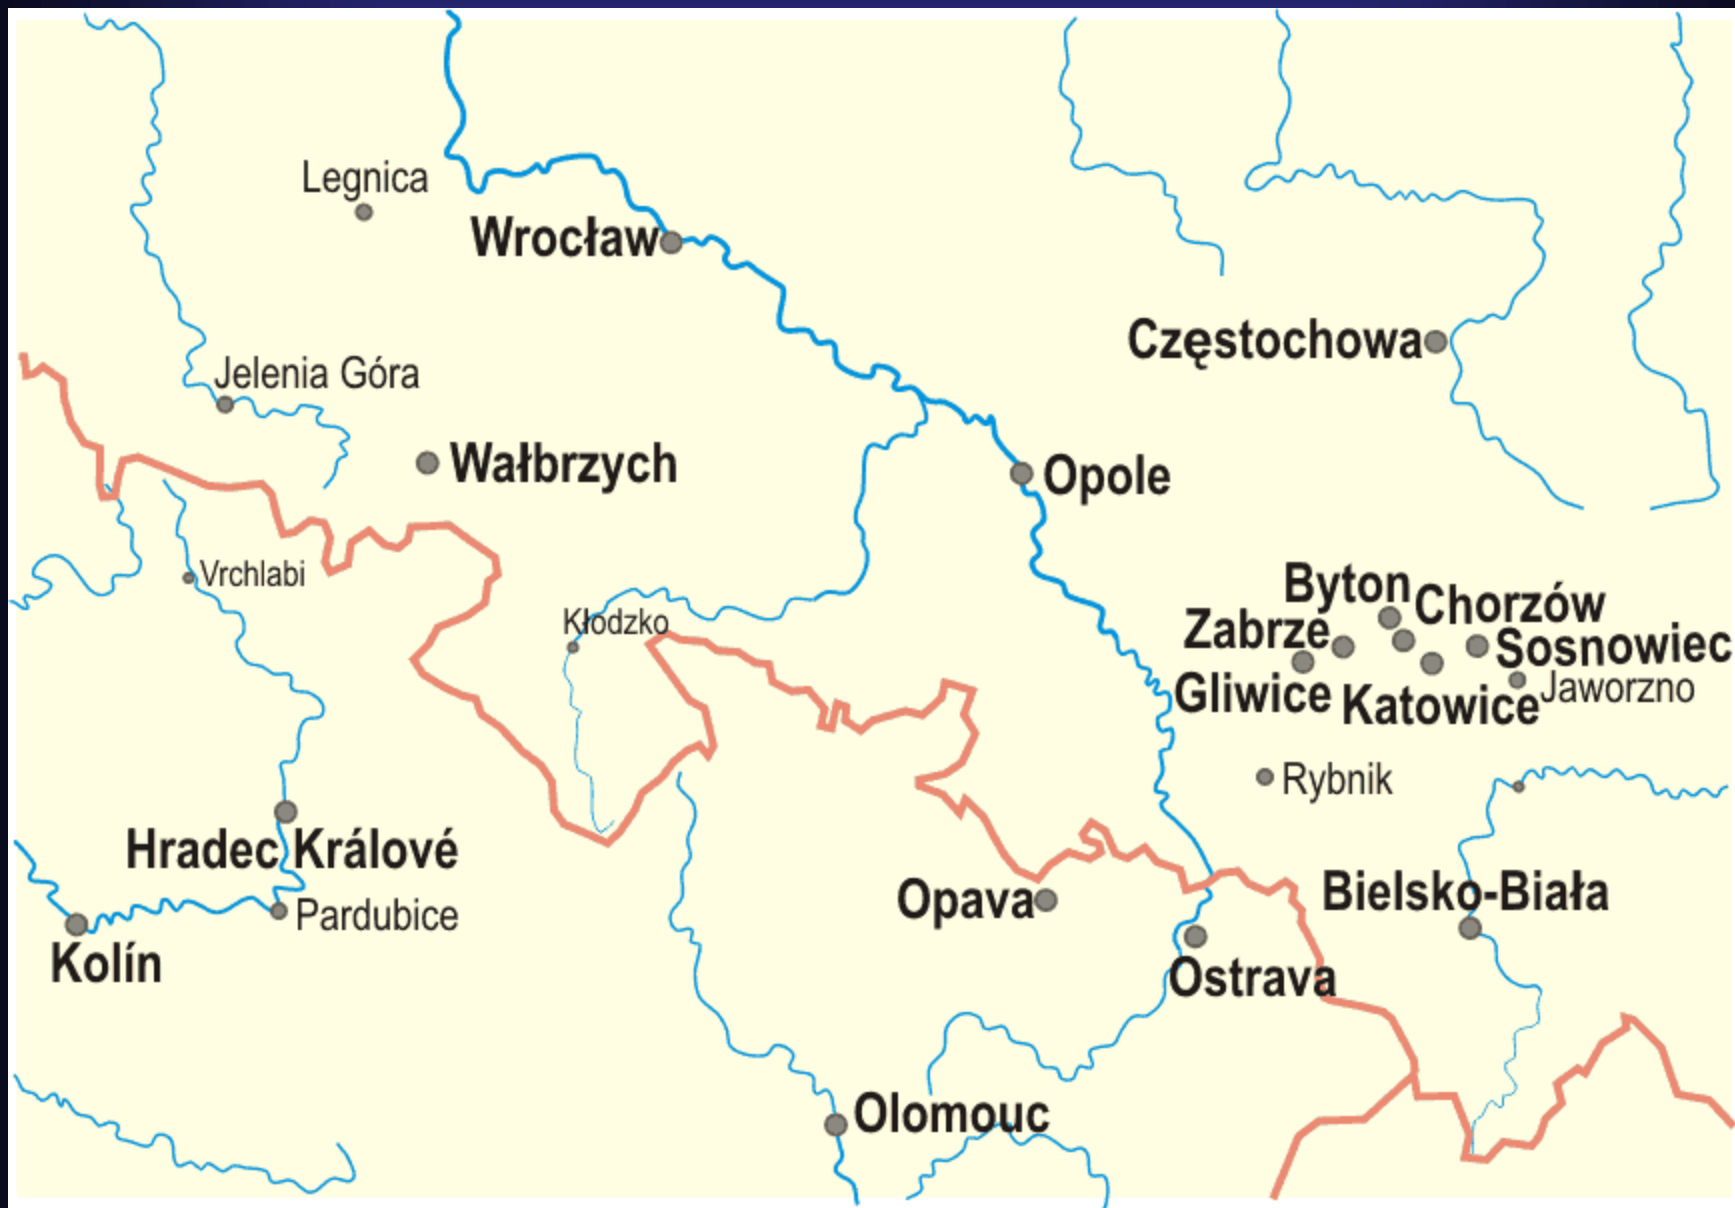 Legnica
Wrocław
Częstochowa
Jelenia Góra
Wałbrzych
Opole
Vrchlabi
Byton
Chorzów
Kłodzko
Zabrze
Sosnowiec
Gliwice
Katowice
Jaworzno
Rybnik
Hradec Králové
Bielsko-Biała
Opava
Pardubice
Kolín
Ostrava
Olomouc